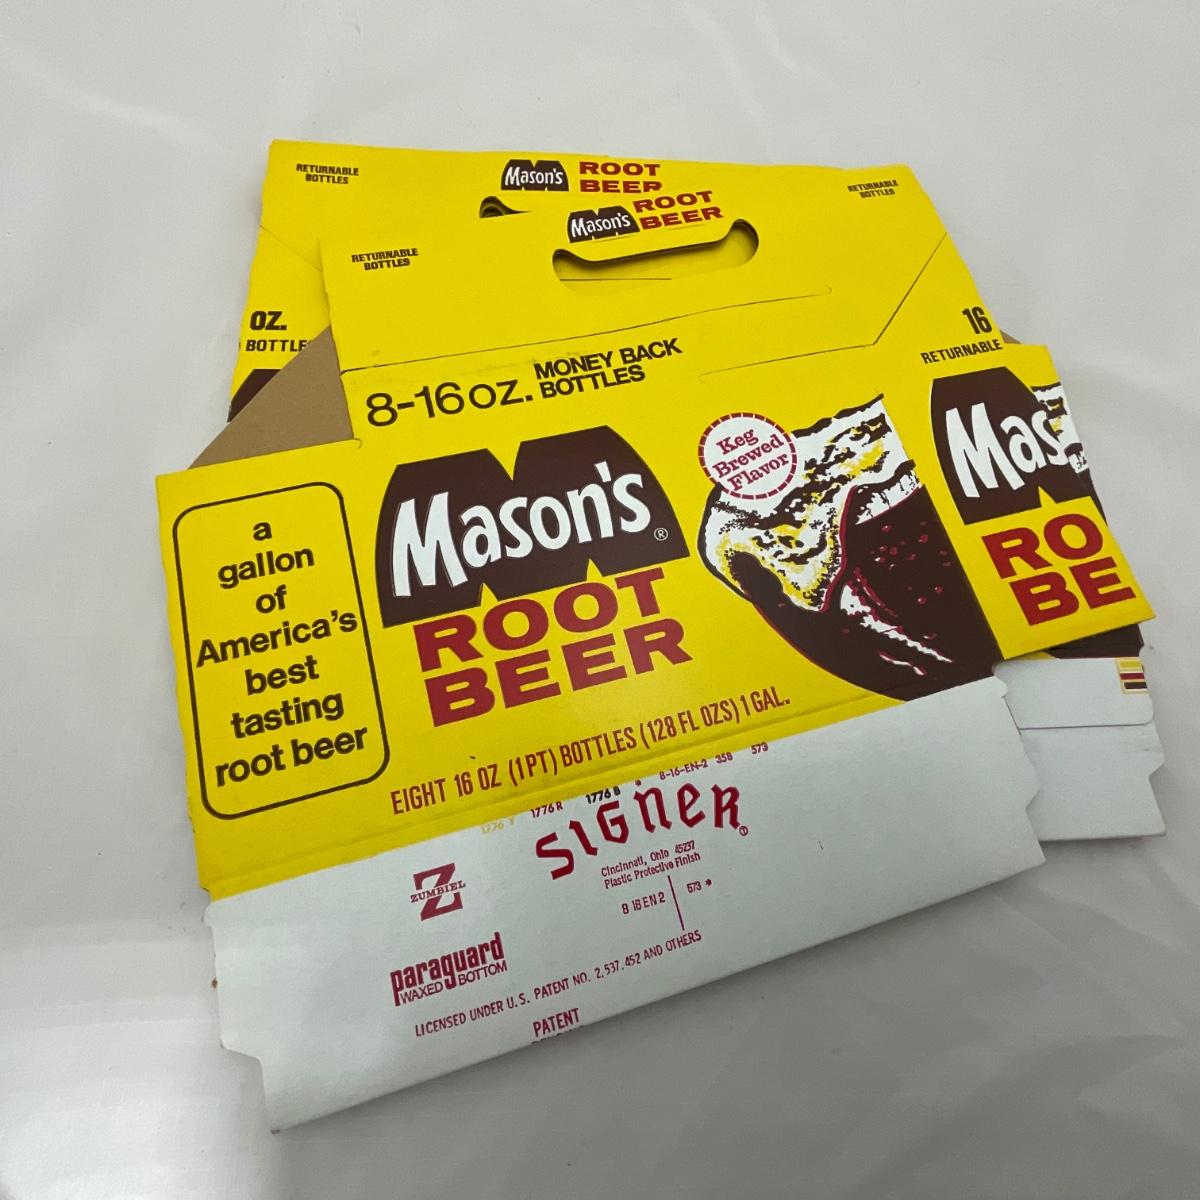 RETURNABLE
BOTTLES
Mason's
ROOT
BEER
RETURNABLE
BOTTLES
Mason's
ROOT
BEER
RETURNABLE
BOTTLES
OZ.
BOTTLE
16
RETURNABLE
8-16 oz. MONEY BACK
BOTTLES
Keg
Brewed
Flavor
Mason's ®
ROOT
BEER
Mas
RO
BE
a
gallon
of
America's
best
tasting
root beer
EIGHT 16 OZ (1 PT) BOTTLES (128 FL OZS) 1 GAL.
1776 Y 1776 R 1776 B 8-16-EN-2 358 573
SIGNER
Cincinnati, Ohio 45237
Plastic Protective Finish
8 16 EN 2 573 *
Z
ZUMBIEL
paraguard
WAXED BOTTOM
LICENSED UNDER U.S. PATENT NO. 2,537,452 AND OTHERS
PATENT